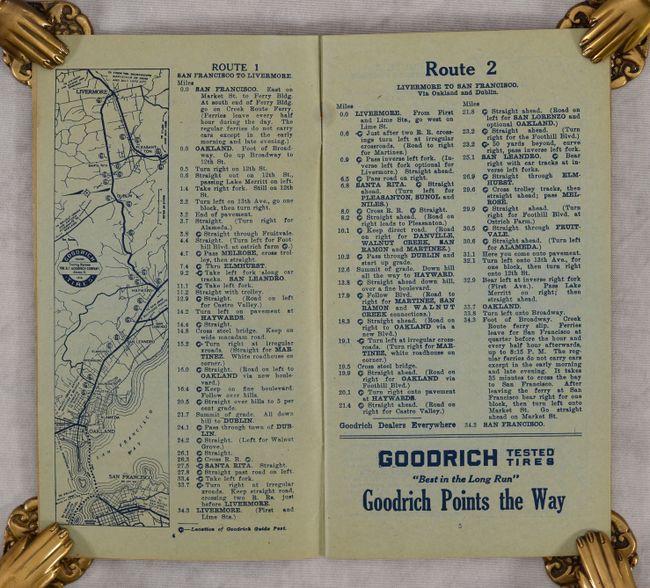 LIVERMORE
PLEASANTON
DUBLIN
GOODRICH
TIRES
HAYWARDS
ALAMEDA
OAKLAND
SAN FRANCISCO
SAN FRANCISCO
ROUTE 1
SAN FRANCISCO TO LIVERMORE.
Miles
0.0 SAN FRANCISCO. East on
Market St. to Ferry Bldg.
At south end of Ferry Bldg.
go on Creek Route Ferry.
(Ferries leave every half
hour during the day. The
regular ferries do not carry
cars except in the early
morning and late evening.)
0.0 OAKLAND. Foot of Broad-
way. Go up Broadway to
12th St.
0.5 Turn right on 12th St.
0.6 Straight out on 12th St.,
passing Lake Merritt on left.
1.4 Take right fork. Still on 12th
St.
2.2 Turn left on 13th Ave., go one
block, then turn right.
3.2 End of pavement.
3.7 Straight. (Turn right for
Alameda.)
3.8 Straight through Fruitvale.
4.4 Straight. (Turn left for Foot-
hill Blvd. at ostrich farm.)
4.7 Pass MELROSE, cross trol-
ley, then straight.
7.4 Thru ELMHURST.
9.2 Take left fork along car
tracks. SAN LEANDRO.
11.1 Take left fork.
11.2 Straight with trolley.
12.9 Straight. (Road on left
for Castro Valley.)
14.2 Turn left on pavement at
HAYWARDS.
14.4 Straight.
14.8 Cross steel bridge. Keep on
wide macadam road.
15.2 Turn right at irregular
xroads. (Straight for MAR-
TINEZ. White roadhouse on
corner.)
16.0 Straight. (Road on left to
OAKLAND via new boule-
vard.)
16.4 Keep on fine boulevard.
Follow over hills.
20.5 Straight over hills to 5 per
cent grade.
21.7 Summit of grade. All down
hill to DUBLIN.
24.1 Pass through town of DUB-
LIN.
24.2 Straight. (Left for Walnut
Grove.)
26.1 Straight.
26.3 Cross R. R.
27.5 SANTA RITA. Straight.
27.8 Straight past road on left.
33.4 Take left fork.
33.7 Turn right at irregular
xroads. Keep straight road,
crossing two R. Rs. just
before LIVERMORE.
34.3 LIVERMORE. (First and
Lime Sts.)
—Location of Goodrich Guide Post.
4
Route 2
LIVERMORE TO SAN FRANCISCO.
Via Oakland and Dublin.
Miles
0.0 LIVERMORE. From First
and Lime Sts., go west on
Lime St.
0.6 Just after two R. R. cross-
ings turn left at irregular
crossroads. (Road to right
for Martinez.)
0.9 Pass inverse left fork. (In-
verse left fork optional for
Livermore.) Straight ahead.
6.5 Pass road on right.
6.8 SANTA RITA. Straight
ahead. (Turn left for
PLEASANTON, SUNOL and
NILES.)
8.0 Cross R. R. Straight.
8.2 Straight ahead. (Road on
right leads to Pleasanton.)
10.1 Keep direct road. (Road
on right for DANVILLE,
WALNUT CREEK, SAN
RAMON and MARTINEZ.)
10.2 Pass through DUBLIN and
start up grade.
12.6 Summit of grade. Down hill
all the way to HAYWARD.
13.8 Straight ahead down hill,
over a fine boulevard.
17.9 Follow Blvd. (Road to
right for MARTINEZ, SAN
RAMON and WALNUT
CREEK connections.)
18.3 Straight ahead. (Road on
right to OAKLAND via a
new Blvd.)
19.1 Turn left at irregular cross-
roads. (Turn right for MAR-
TINEZ, white roadhouse on
corner.)
19.5 Cross steel bridge.
19.9 Straight ahead. (Road on
right for OAKLAND via
Foothill Blvd.)
20.1 Turn right onto pavement
at HAYWARDS.
21.4 Straight ahead. (Road on
right for Castro Valley.)
Goodrich Dealers Everywhere
Miles
21.8 Straight ahead. (Road on
left for SAN LORENZO and
optional OAKLAND.)
23.2 Straight ahead. (Turn
right for the Foothill Blvd.)
23.2 50 yards beyond, curve
right, pass inverse left fork.
25.1 SAN LEANDRO. Bear
right with car tracks at in-
verse left forks.
26.9 Straight through ELM-
HURST.
29.6 Cross trolley tracks, then
straight ahead; pass MEL-
ROSE.
29.9 Straight ahead. (Turn
right for Foothill Blvd. at
Ostrich Farm.)
30.5 Straight through FRUIT-
VALE.
30.6 Straight ahead. (Turn left
for ALAMEDA.)
31.1 Here you come onto pavement.
32.1 Turn left onto 13th Ave., for
one block, then turn right
onto 12th St.
32.9 Bear left at inverse right fork
(First Ave.). Pass Lake
Merritt on right; then
straight ahead.
33.7 OAKLAND.
33.8 Turn left onto Broadway.
34.3 Foot of Broadway. Creek
Route ferry slip. Ferries
leave for San Francisco at
quarter before the hour and
every half hour afterwards,
up to 8:15 P. M. The regu-
lar ferries do not carry cars
except in the early morning
and late evening. It takes
35 minutes to cross the bay
to San Francisco. After
leaving the ferry at San
Francisco bear right for one
block, then turn left onto
Market St. Go straight
ahead on Market St.
34.3 SAN FRANCISCO.
GOODRICH TESTED TIRES
"Best in the Long Run"
Goodrich Points the Way
5